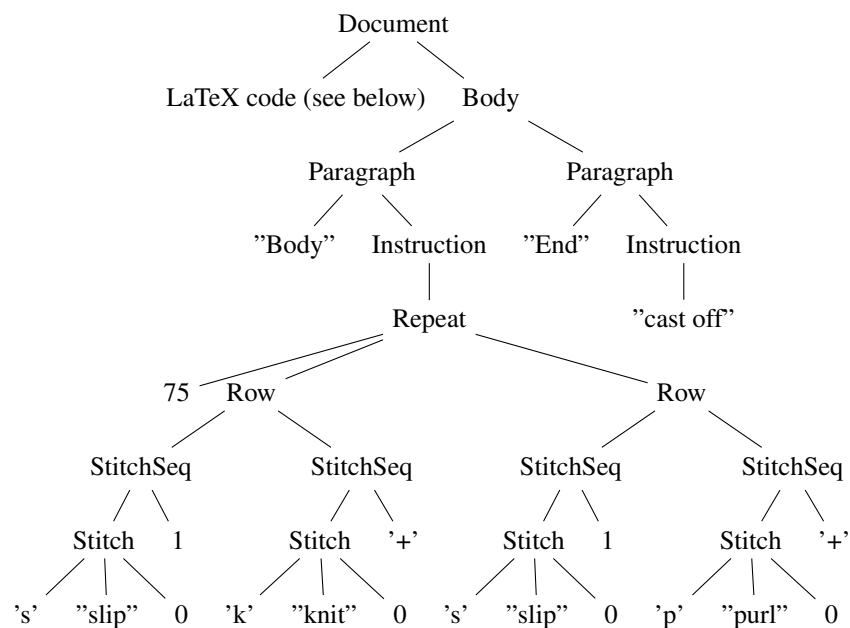 Document
LaTeX code (see below) Body
Paragraph Paragraph
”Body” Instruction ”End” Instruction
Repeat ”cast off”
75 Row Row
StitchSeq StitchSeq StitchSeq StitchSeq
Stitch 1 Stitch ’+’ Stitch 1 Stitch ’+’
’s’ ”slip” 0 ’k’ ”knit” 0 ’s’ ”slip” 0 ’p’ ”purl” 0